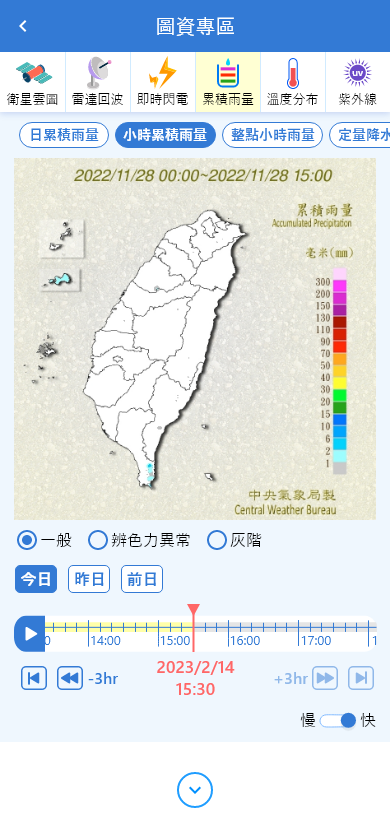 圖資專區
衛星雲圖 雷達回波 即時閃電 累積雨量 溫度分布 紫外線
UV
日累積雨量 小時累積雨量 整點小時雨量 定量降水
2022/11/28 00:00~2022/11/28 15:00
累積雨量
Accumulated Precipitation
毫米(mm)
300
200
150
130
110
90
70
50
40
30
20
15
10
6
2
1
中央氣象局製
Central Weather Bureau
一般 辨色力異常 灰階
今日 昨日 前日
0 14:00 15:00 16:00 17:00 1
-3hr 2023/2/14 +3hr
15:30
慢 快